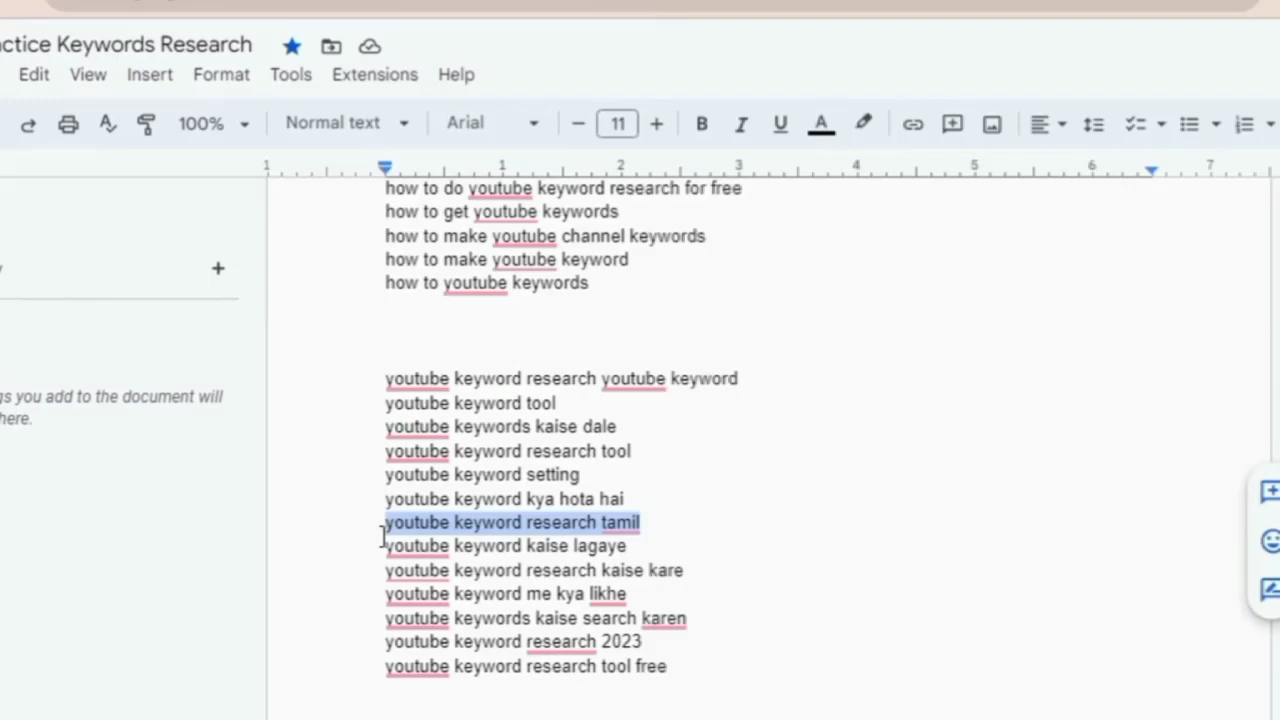 ctice Keywords Research
Edit View Insert Format Tools Extensions Help
100% Normal text Arial 11
1 1 2 3 4 5 6 7
how to do youtube keyword research for free
how to get youtube keywords
how to make youtube channel keywords
how to make youtube keyword
how to youtube keywords
gs you add to the document will
here.
youtube keyword research youtube keyword
youtube keyword tool
youtube keywords kaise dale
youtube keyword research tool
youtube keyword setting
youtube keyword kya hota hai
youtube keyword research tamil
youtube keyword kaise lagaye
youtube keyword research kaise kare
youtube keyword me kya likhe
youtube keywords kaise search karen
youtube keyword research 2023
youtube keyword research tool free